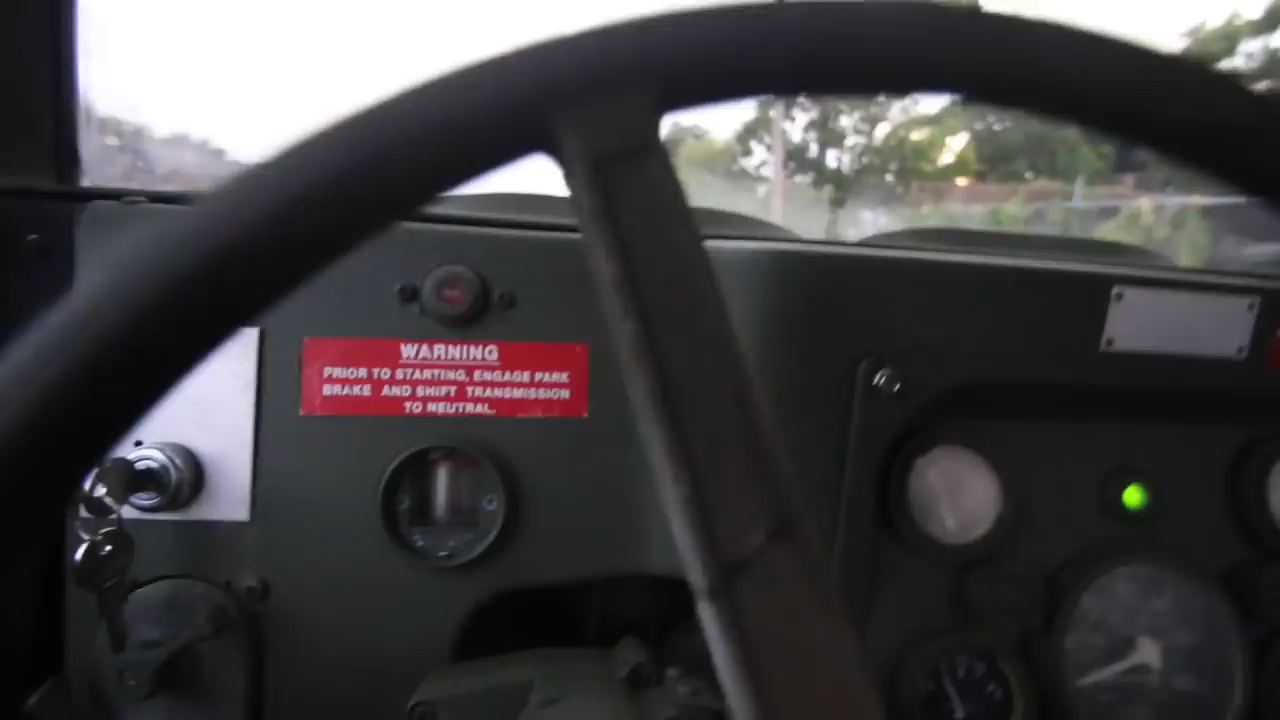 WARNING
PRIOR TO STARTING, ENGAGE PARK
BRAKE AND SHIFT TRANSMISSION
TO NEUTRAL.